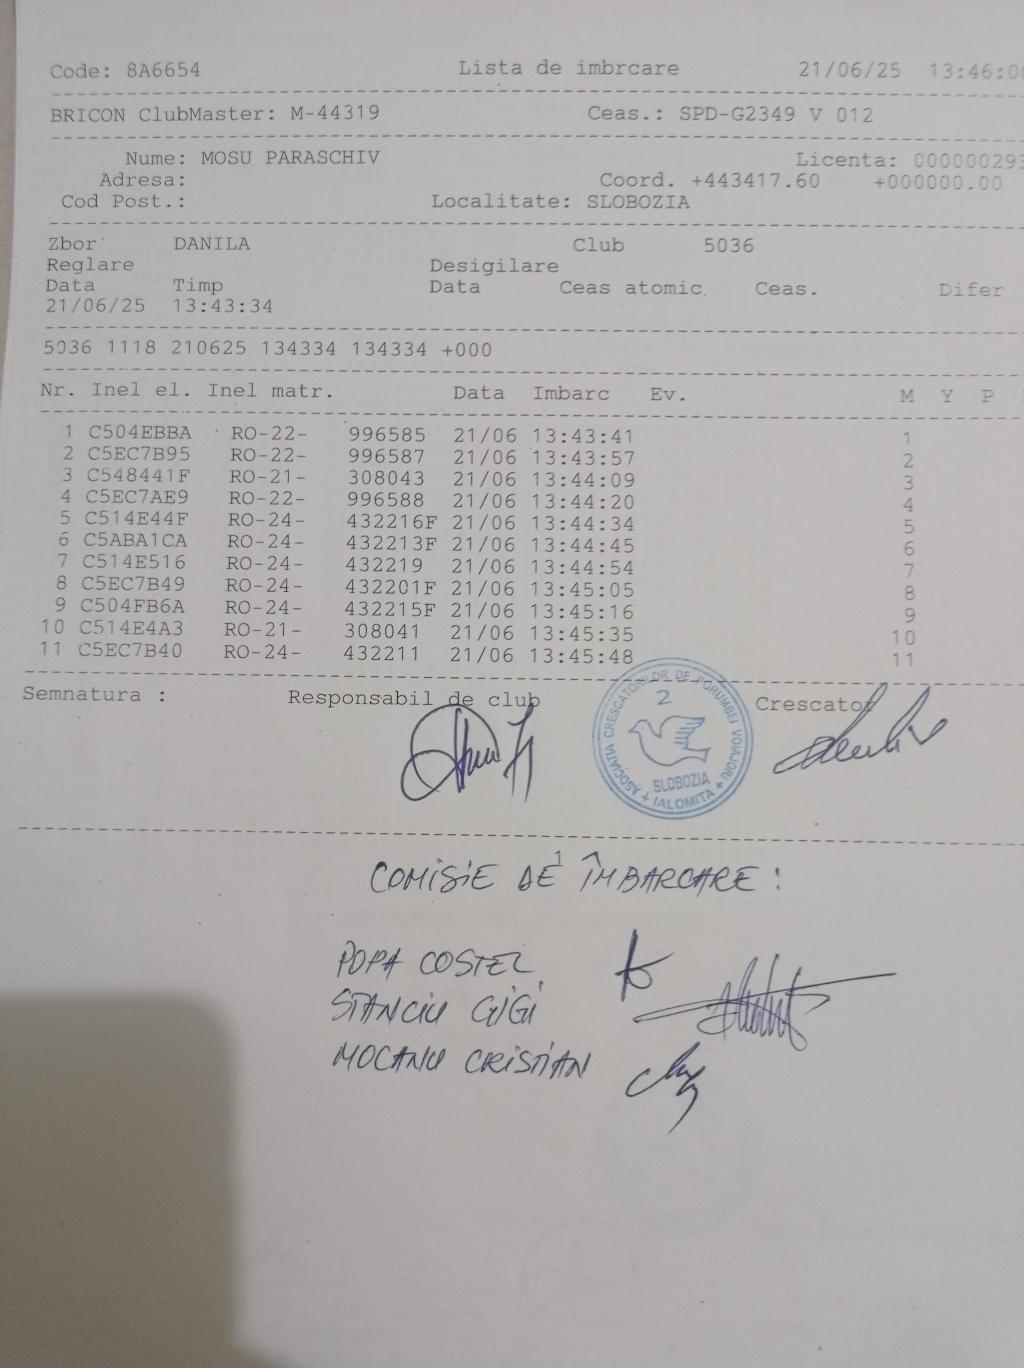 Code: 8A6654 Lista de imbrcare 21/06/25 13:46:0
BRICON ClubMaster: M-44319 Ceas.: SPD-G2349 V 012
Nume: MOSU PARASCHIV Licenta: 000000293
Adresa: Coord. +443417.60 +000000.00
Cod Post.: Localitate: SLOBOZIA
Zbor DANILA Club 5036
Reglare Desigilare
Data Timp Data Ceas atomic. Ceas. Difer
21/06/25 13:43:34
5036 1118 210625 134334 134334 +000
Nr. Inel el. Inel matr. Data Imbarc Ev. M Y P
1 C504EBBA RO-22- 996585 21/06 13:43:41 1
2 C5EC7B95 RO-22- 996587 21/06 13:43:57 2
3 C548441F RO-21- 308043 21/06 13:44:09 3
4 C5EC7AE9 RO-22- 996588 21/06 13:44:20 4
5 C514E44F RO-24- 432216F 21/06 13:44:34 5
6 C5ABA1CA RO-24- 432213F 21/06 13:44:45 6
7 C514E516 RO-24- 432219 21/06 13:44:54 7
8 C5EC7B49 RO-24- 432201F 21/06 13:45:05 8
9 C504FB6A RO-24- 432215F 21/06 13:45:16 9
10 C514E4A3 RO-21- 308041 21/06 13:45:35 10
11 C5EC7B40 RO-24- 432211 21/06 13:45:48 11
Semnatura : Responsabil de club Crescator
ASOCIATIA CRESCATORILOR DE PORUMBEI VOIAJORI
2
SLOBOZIA
IALOMITA
1
COMISIE DE ÎMBARCARE :
POPA COSTEL
STANCIU GIGI
MOCANU CRISTIAN